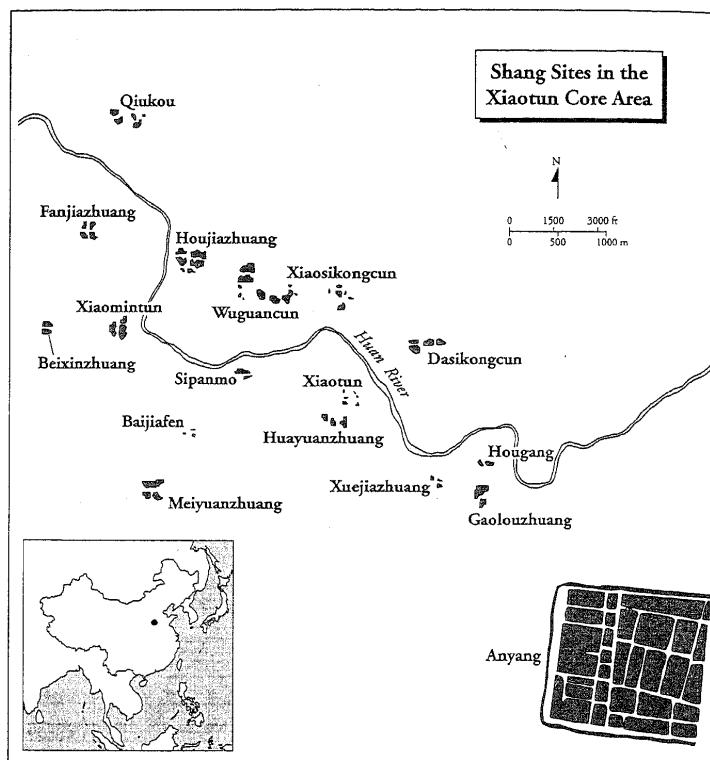 Shang Sites in the
Xiaotun Core Area
Qiukou
N
0 1500 3000 ft
0 500 1000 m
Fanjiazhuang
Houjiazhuang
Xiaosikongcun
Xiaomintun
Wuguancun
Huan River
Beixinzhuang
Dasikongcun
Sipanmo
Xiaotun
Baijiafen
Huayuanzhuang
Hougang
Meiyuanzhuang
Xuejiazhuang
Gaolouzhuang
Anyang